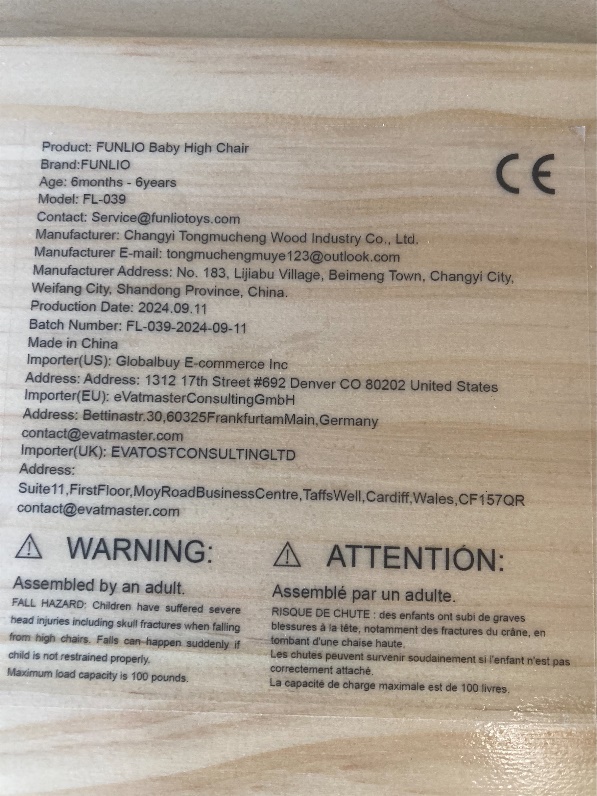 Product: FUNLIO Baby High Chair
CE
Brand:FUNLIO
Age: 6months - 6years
Model: FL-039
Contact: Service@funliotoys.com
Manufacturer: Changyi Tongmucheng Wood Industry Co., Ltd.
Manufacturer E-mail: tongmuchengmuye123@outlook.com
Manufacturer Address: No. 183, Lijiabu Village, Beimeng Town, Changyi City,
Weifang City, Shandong Province, China.
Production Date: 2024.09.11
Batch Number: FL-039-2024-09-11
Made in China
Importer(US): Globalbuy E-commerce Inc
Address: Address: 1312 17th Street #692 Denver CO 80202 United States
Importer(EU): eVatmasterConsultingGmbH
Address: Bettinastr.30,60325FrankfurtamMain,Germany
contact@evatmaster.com
Importer(UK): EVATOSTCONSULTINGLTD
Address:
Suite11,FirstFloor,MoyRoadBusinessCentre,TaffsWell,Cardiff,Wales,CF157QR
contact@evatmaster.com
WARNING:
Assembled by an adult.
FALL HAZARD: Children have suffered severe
head injuries including skull fractures when falling
from high chairs. Falls can happen suddenly if
child is not restrained properly.
Maximum load capacity is 100 pounds.
ATTENTIÓN:
Assemblé par un adulte.
RISQUE DE CHUTE : des enfants ont subi de graves
blessures à la tête, notamment des fractures du crâne, en
tombant d'une chaise haute.
Les chutes peuvent survenir soudainement si l'enfant n'est pas
correctement attaché.
La capacité de charge maximale est de 100 livres.